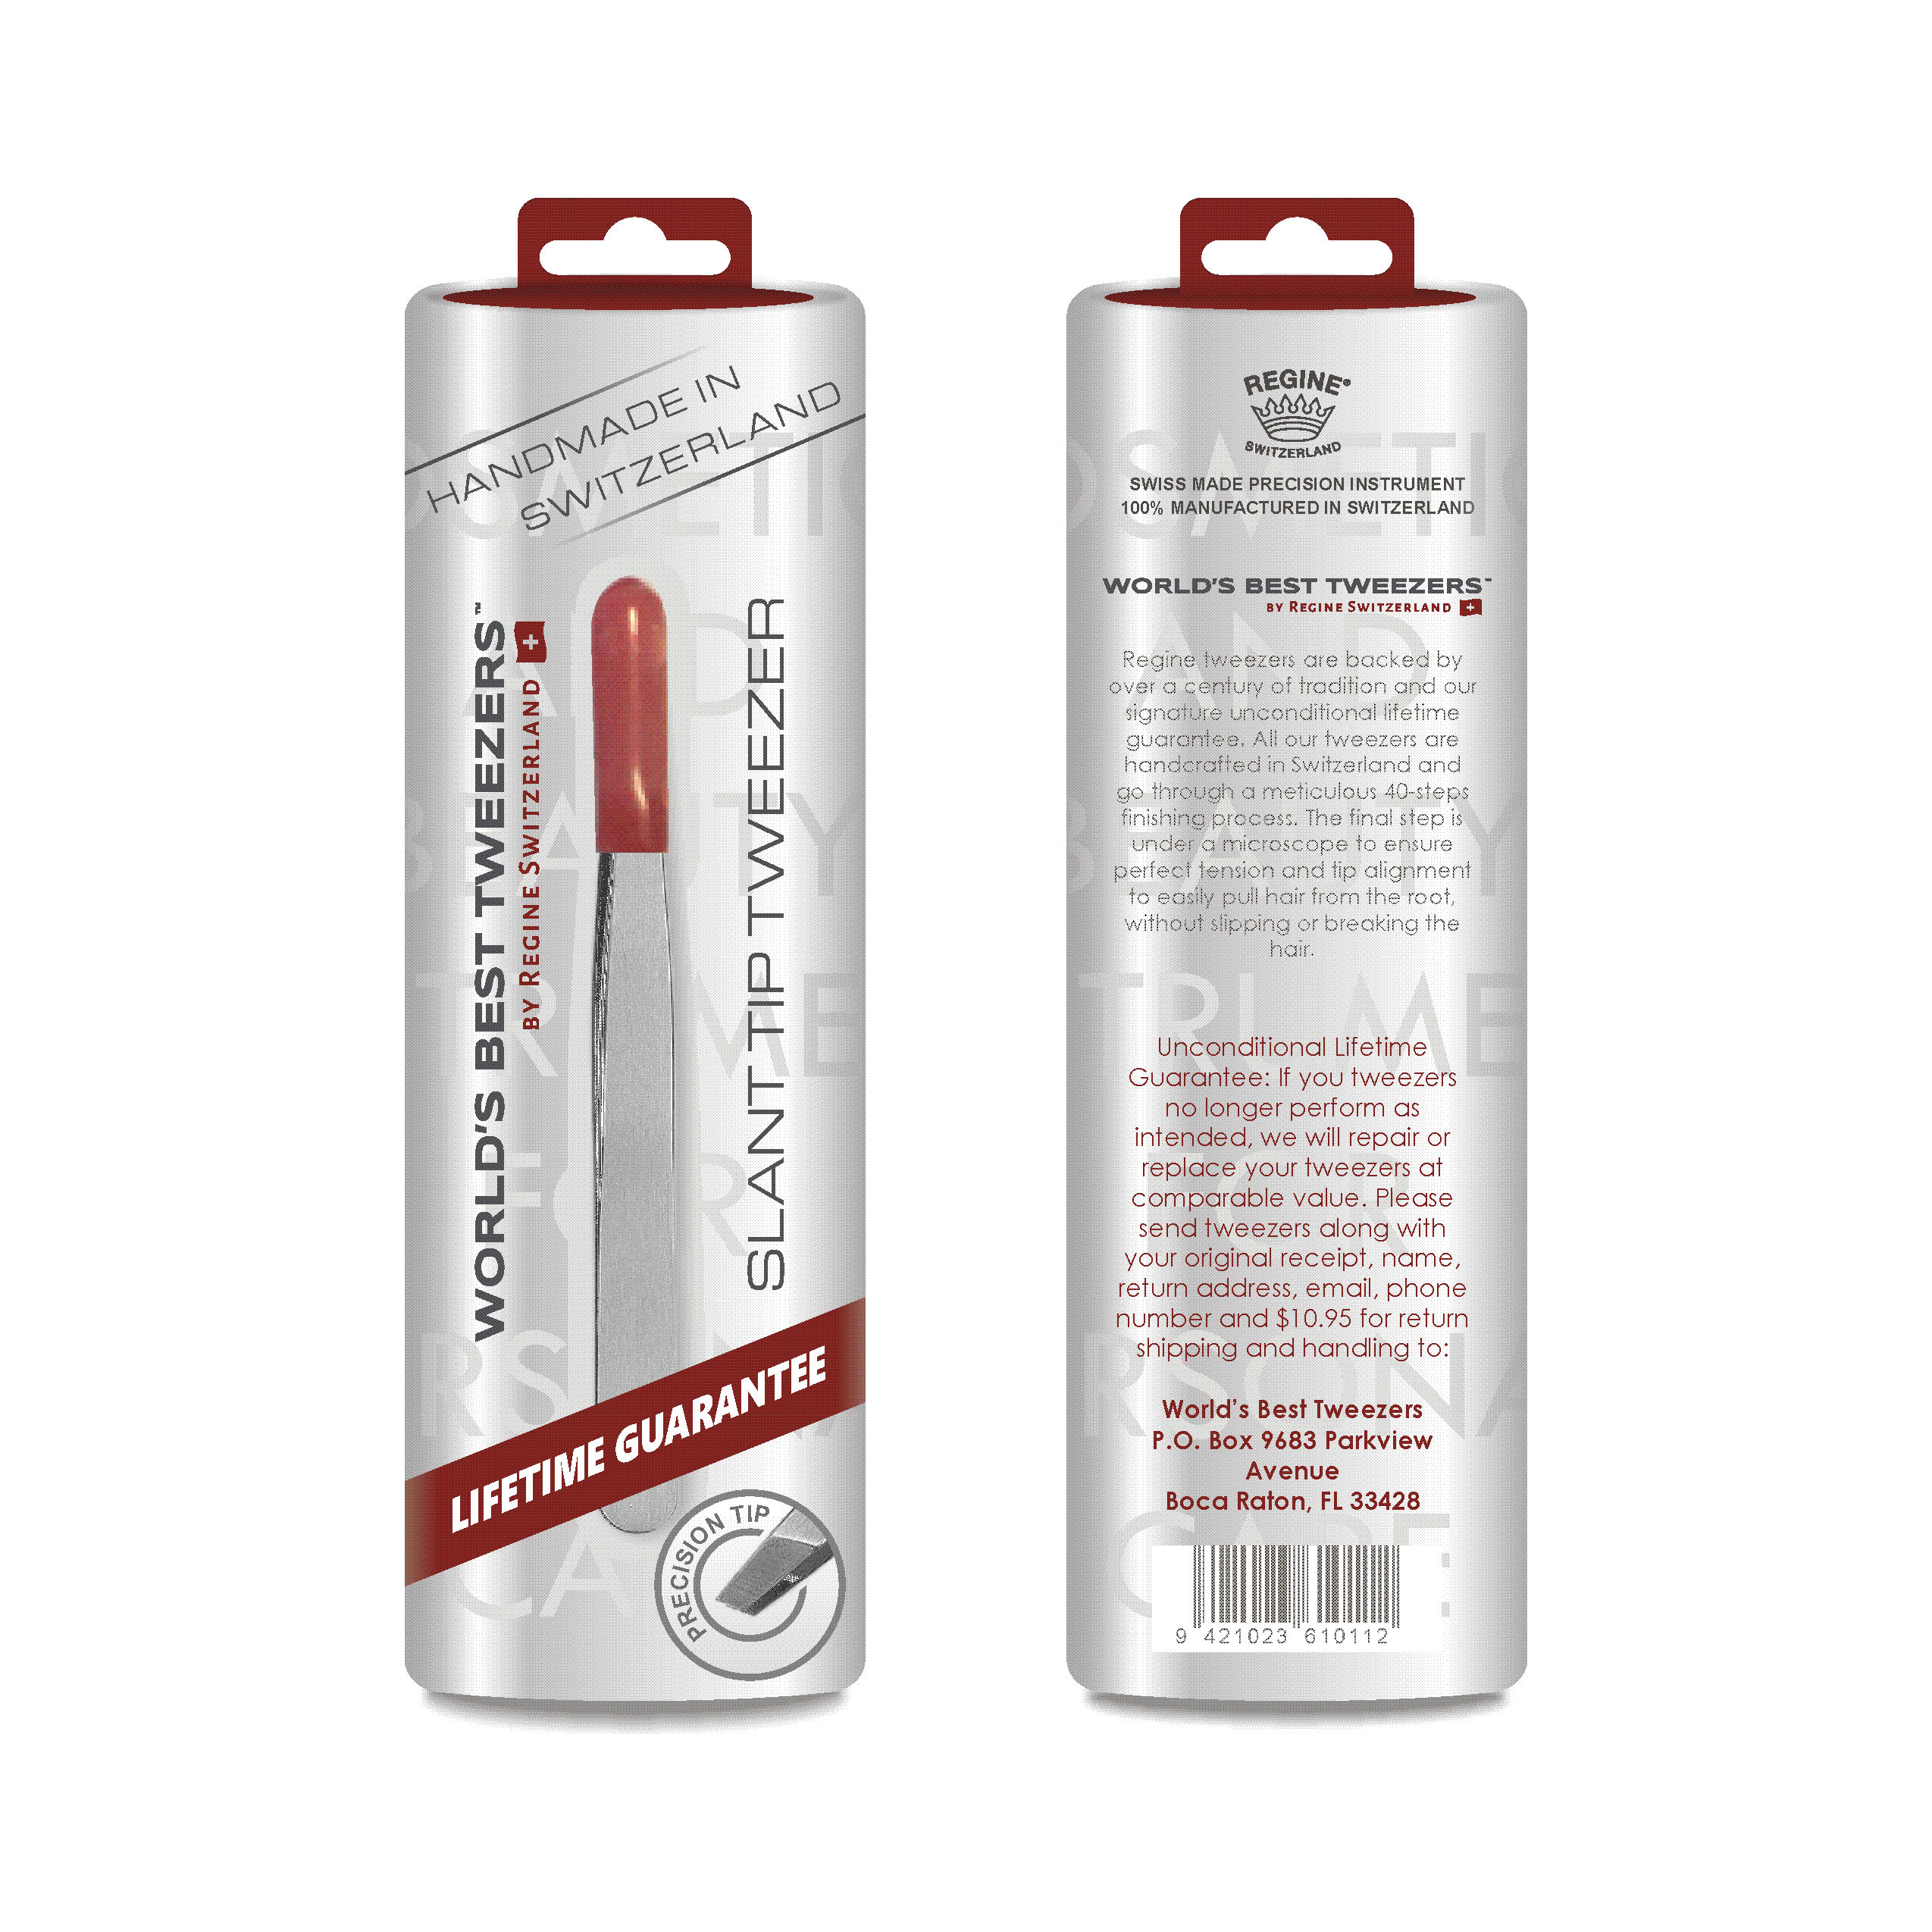 HANDMADE IN
SWITZERLAND
WORLD'S BEST TWEEZERS™
BY REGINE SWITZERLAND
SLANT TIP TWEEZER
LIFETIME GUARANTEE
PRECISION TIP
COSMETIC
AND
BEAUTY
REGINE®
SWITZERLAND
SWISS MADE PRECISION INSTRUMENT
100% MANUFACTURED IN SWITZERLAND
WORLD'S BEST TWEEZERS™
BY REGINE SWITZERLAND
Regine tweezers are backed by
over a century of tradition and our
signature unconditional lifetime
guarantee. All our tweezers are
handcrafted in Switzerland and
go through a meticulous 40-steps
finishing process. The final step is
under a microscope to ensure
perfect tension and tip alignment
to easily pull hair from the root,
without slipping or breaking the
hair.
Unconditional Lifetime
Guarantee: If you tweezers
no longer perform as
intended, we will repair or
replace your tweezers at
comparable value. Please
send tweezers along with
your original receipt, name,
return address, email, phone
number and $10.95 for return
shipping and handling to:
World's Best Tweezers
P.O. Box 9683 Parkview
Avenue
Boca Raton, FL 33428
9 421023 610112